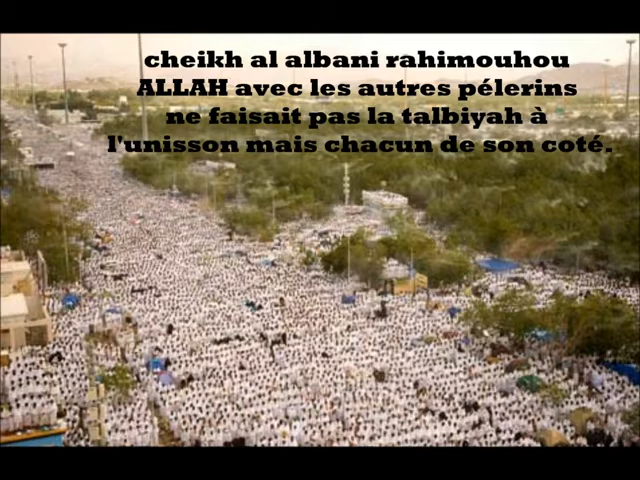 cheikh al albani rahimouhou
ALLAH avec les autres pélerins
ne faisait pas la talbiyah à
l'unisson mais chacun de son coté.